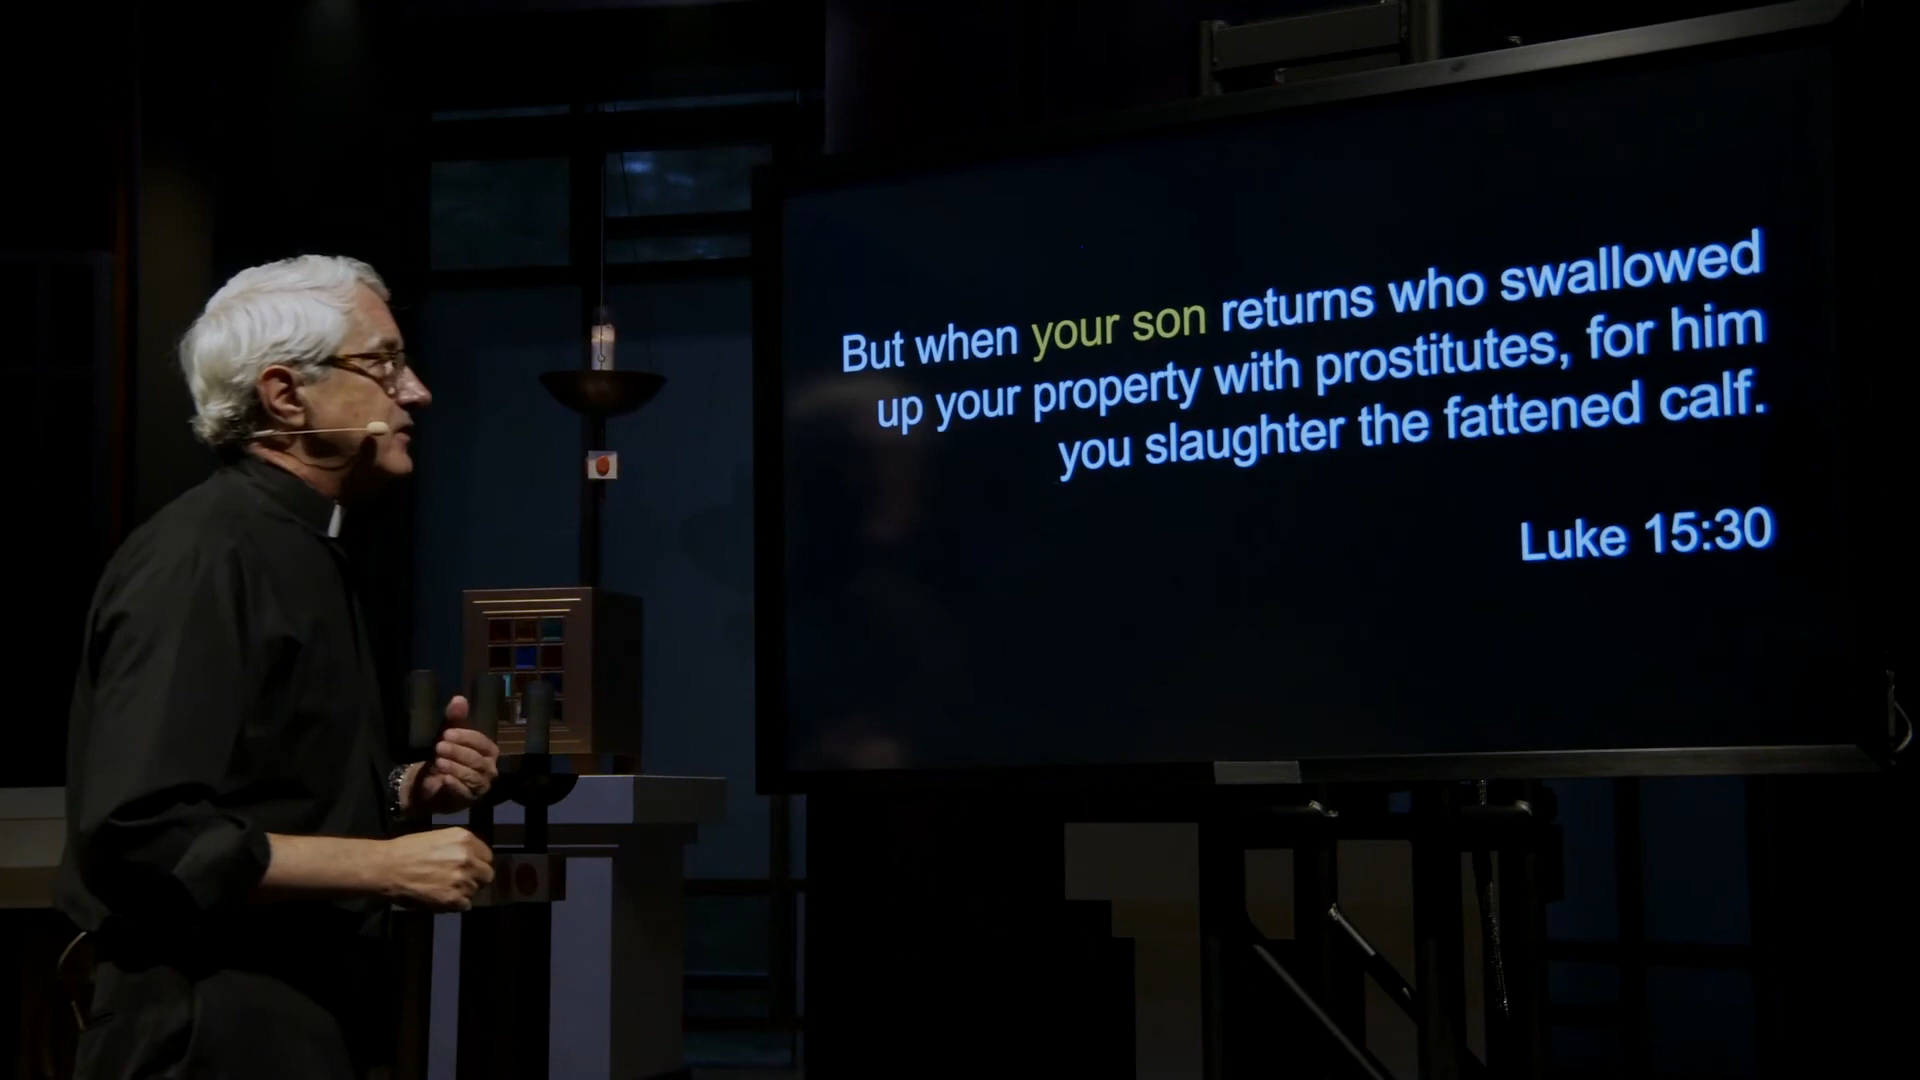 But when your son returns who swallowed
up your property with prostitutes, for him
you slaughter the fattened calf.
Luke 15:30